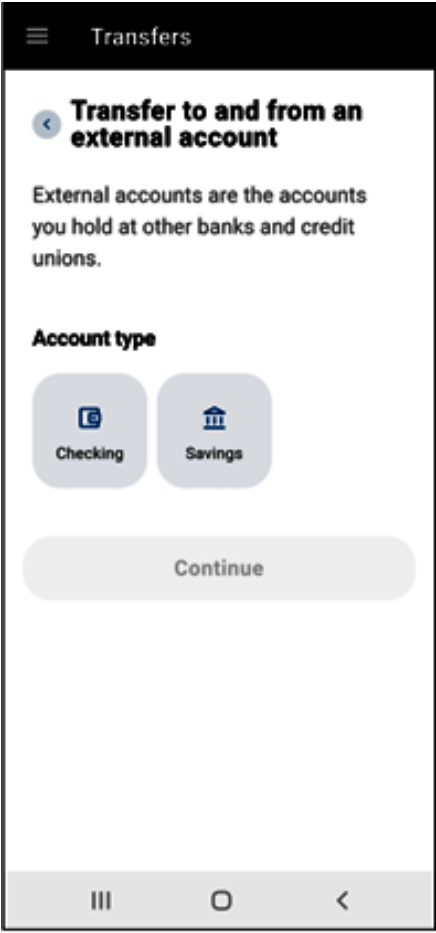 Transfers
Transfer to and from an
external account
External accounts are the accounts
you hold at other banks and credit
unions.
Account type
Checking
Savings
Continue